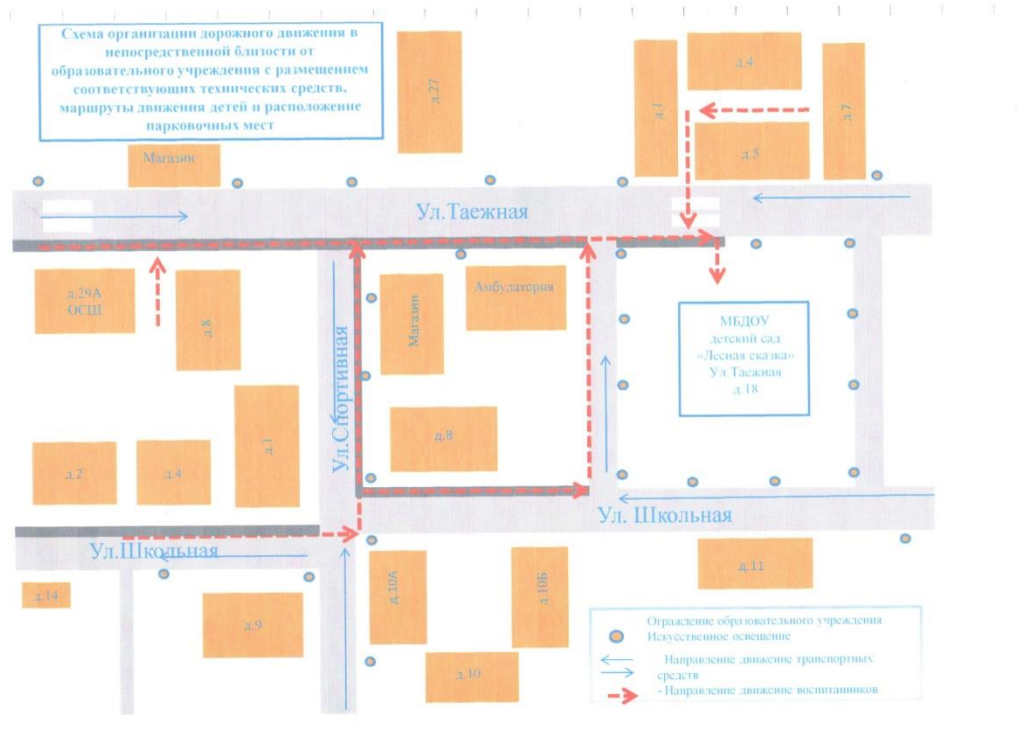 Схема организации дорожного движения в
непосредственной близости от
образовательного учреждения с размещением
соответствующих технических средств,
маршруты движения детей и расположение
парковочных мест
д.27
д.1
д.4
д.7
д.5
Магазин
Ул.Таежная
д.29А
ОСШ
д.8
Магазин
Амбулатория
МБДОУ
детский сад
«Лесная сказка»
Ул.Таежная
д.18
Ул.Спортивная
д.1
д.8
д.2
д.4
Ул. Школьная
Ул.Школьная
д.14
д.9
д.10А
д.10Б
д.11
д.10
Ограждение образовательного учреждения
Искусственное освещение
Направление движение транспортных
средств
- Направление движение воспитанников